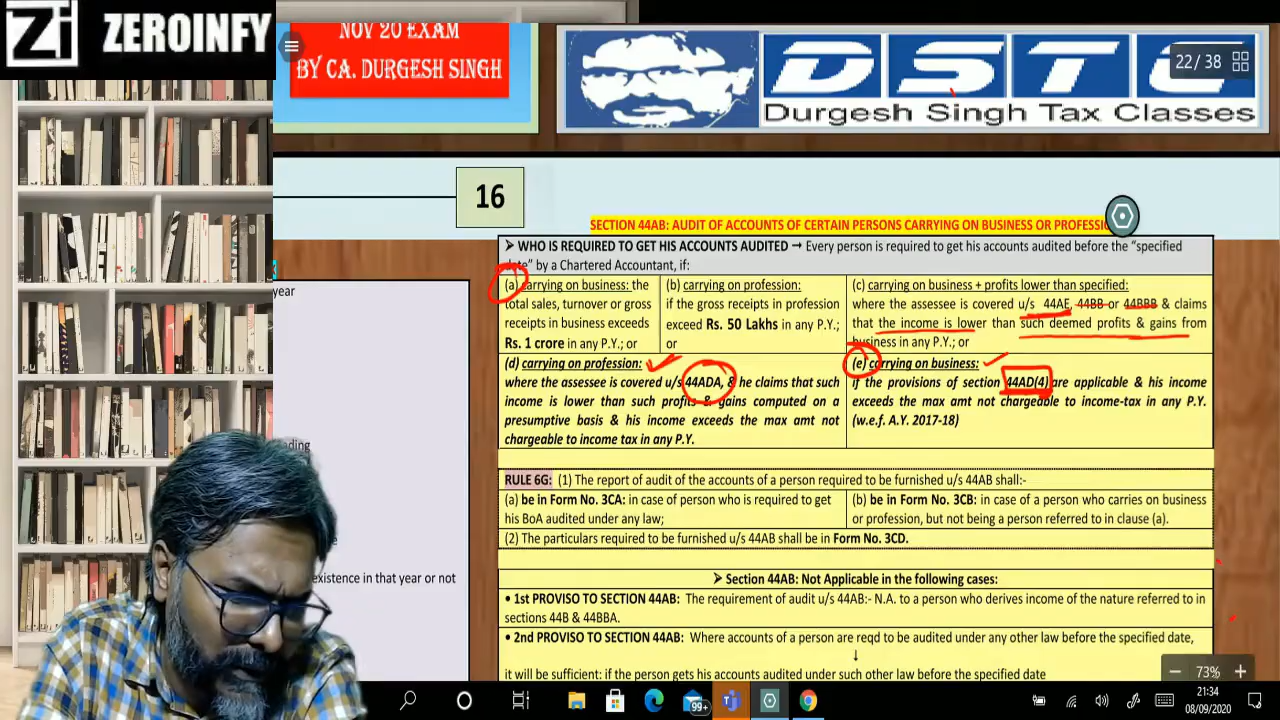 Zi ZEROINFY
NOV 20 EXAM
BY CA. DURGESH SINGH
DSTC
Durgesh Singh Tax Classes
22 / 38
16
SECTION 44AB: AUDIT OF ACCOUNTS OF CERTAIN PERSONS CARRYING ON BUSINESS OR PROFESSI
➢ WHO IS REQUIRED TO GET HIS ACCOUNTS AUDITED → Every person is required to get his accounts audited before the "specified
date" by a Chartered Accountant, if:
(a) carrying on business: the
total sales, turnover or gross
receipts in business exceeds
Rs. 1 crore in any P.Y.; or
(b) carrying on profession:
if the gross receipts in profession
exceed Rs. 50 Lakhs in any P.Y.;
or
(c) carrying on business + profits lower than specified:
where the assessee is covered u/s 44AE, 44BB or 44BBB & claims
that the income is lower than such deemed profits & gains from
business in any P.Y.; or
(d) carrying on profession:
where the assessee is covered u/s 44ADA, & he claims that such
income is lower than such profits & gains computed on a
presumptive basis & his income exceeds the max amt not
chargeable to income tax in any P.Y.
(e) carrying on business:
if the provisions of section 44AD(4) are applicable & his income
exceeds the max amt not chargeable to income-tax in any P.Y.
(w.e.f. A.Y. 2017-18)
RULE 6G: (1) The report of audit of the accounts of a person required to be furnished u/s 44AB shall:-
(a) be in Form No. 3CA: in case of person who is required to get
his BoA audited under any law;
(b) be in Form No. 3CB: in case of a person who carries on business
or profession, but not being a person referred to in clause (a).
(2) The particulars required to be furnished u/s 44AB shall be in Form No. 3CD.
➢ Section 44AB: Not Applicable in the following cases:
• 1st PROVISO TO SECTION 44AB: The requirement of audit u/s 44AB:- N.A. to a person who derives income of the nature referred to in
sections 44B & 44BBA.
• 2nd PROVISO TO SECTION 44AB: Where accounts of a person are reqd to be audited under any other law before the specified date,
↓
it will be sufficient: if the person gets his accounts audited under such other law before the specified date
year
existence in that year or not
73%
99+
21:34
08/09/2020